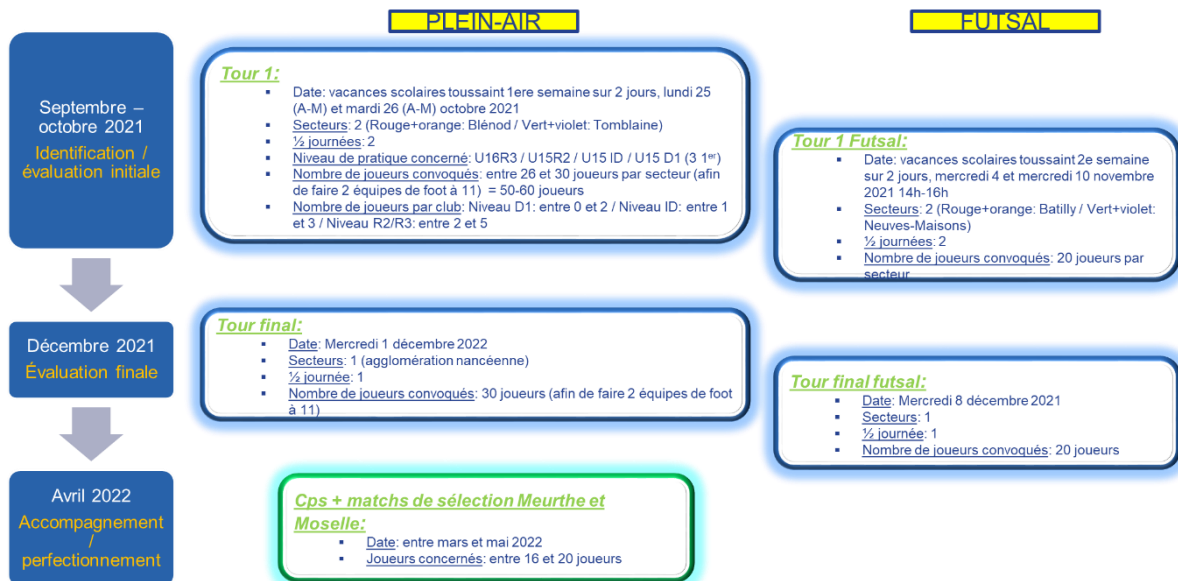 PLEIN-AIR
FUTSAL
Septembre –
octobre 2021
Identification /
évaluation initiale
Tour 1:
▪ Date: vacances scolaires toussaint 1ere semaine sur 2 jours, lundi 25
(A-M) et mardi 26 (A-M) octobre 2021
▪ Secteurs: 2 (Rouge+orange: Blénod / Vert+violet: Tomblaine)
▪ ½ journées: 2
▪ Niveau de pratique concerné: U16R3 / U15R2 / U15 ID / U15 D1 (3 1er)
▪ Nombre de joueurs convoqués: entre 26 et 30 joueurs par secteur (afin
de faire 2 équipes de foot à 11) = 50-60 joueurs
▪ Nombre de joueurs par club: Niveau D1: entre 0 et 2 / Niveau ID: entre 1
et 3 / Niveau R2/R3: entre 2 et 5
Tour 1 Futsal:
▪ Date: vacances scolaires toussaint 2e semaine
sur 2 jours, mercredi 4 et mercredi 10 novembre
2021 14h-16h
▪ Secteurs: 2 (Rouge+orange: Batilly / Vert+violet:
Neuves-Maisons)
▪ ½ journées: 2
▪ Nombre de joueurs convoqués: 20 joueurs par
secteur
Décembre 2021
Évaluation finale
Tour final:
▪ Date: Mercredi 1 décembre 2022
▪ Secteurs: 1 (agglomération nancéenne)
▪ ½ journée: 1
▪ Nombre de joueurs convoqués: 30 joueurs (afin de faire 2 équipes de foot
à 11)
Tour final futsal:
▪ Date: Mercredi 8 décembre 2021
▪ Secteurs: 1
▪ ½ journée: 1
▪ Nombre de joueurs convoqués: 20 joueurs
Avril 2022
Accompagnement
/
perfectionnement
Cps + matchs de sélection Meurthe et
Moselle:
▪ Date: entre mars et mai 2022
▪ Joueurs concernés: entre 16 et 20 joueurs